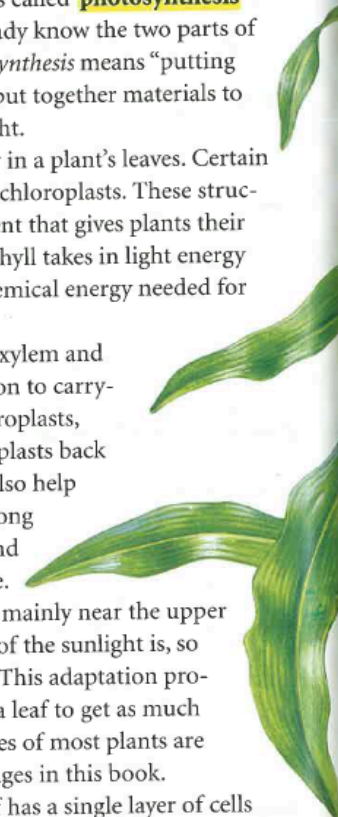 s called photosynthesis
ady know the two parts of
ynthesis means “putting
put together materials to
ht.
in a plant’s leaves. Certain
chloroplasts. These struc-
nt that gives plants their
hyll takes in light energy
emical energy needed for
xylem and
on to carry-
roplasts,
plasts back
lso help
ong
nd
e.
mainly near the upper
of the sunlight is, so
This adaptation pro-
a leaf to get as much
es of most plants are
ges in this book.
f has a single layer of cells